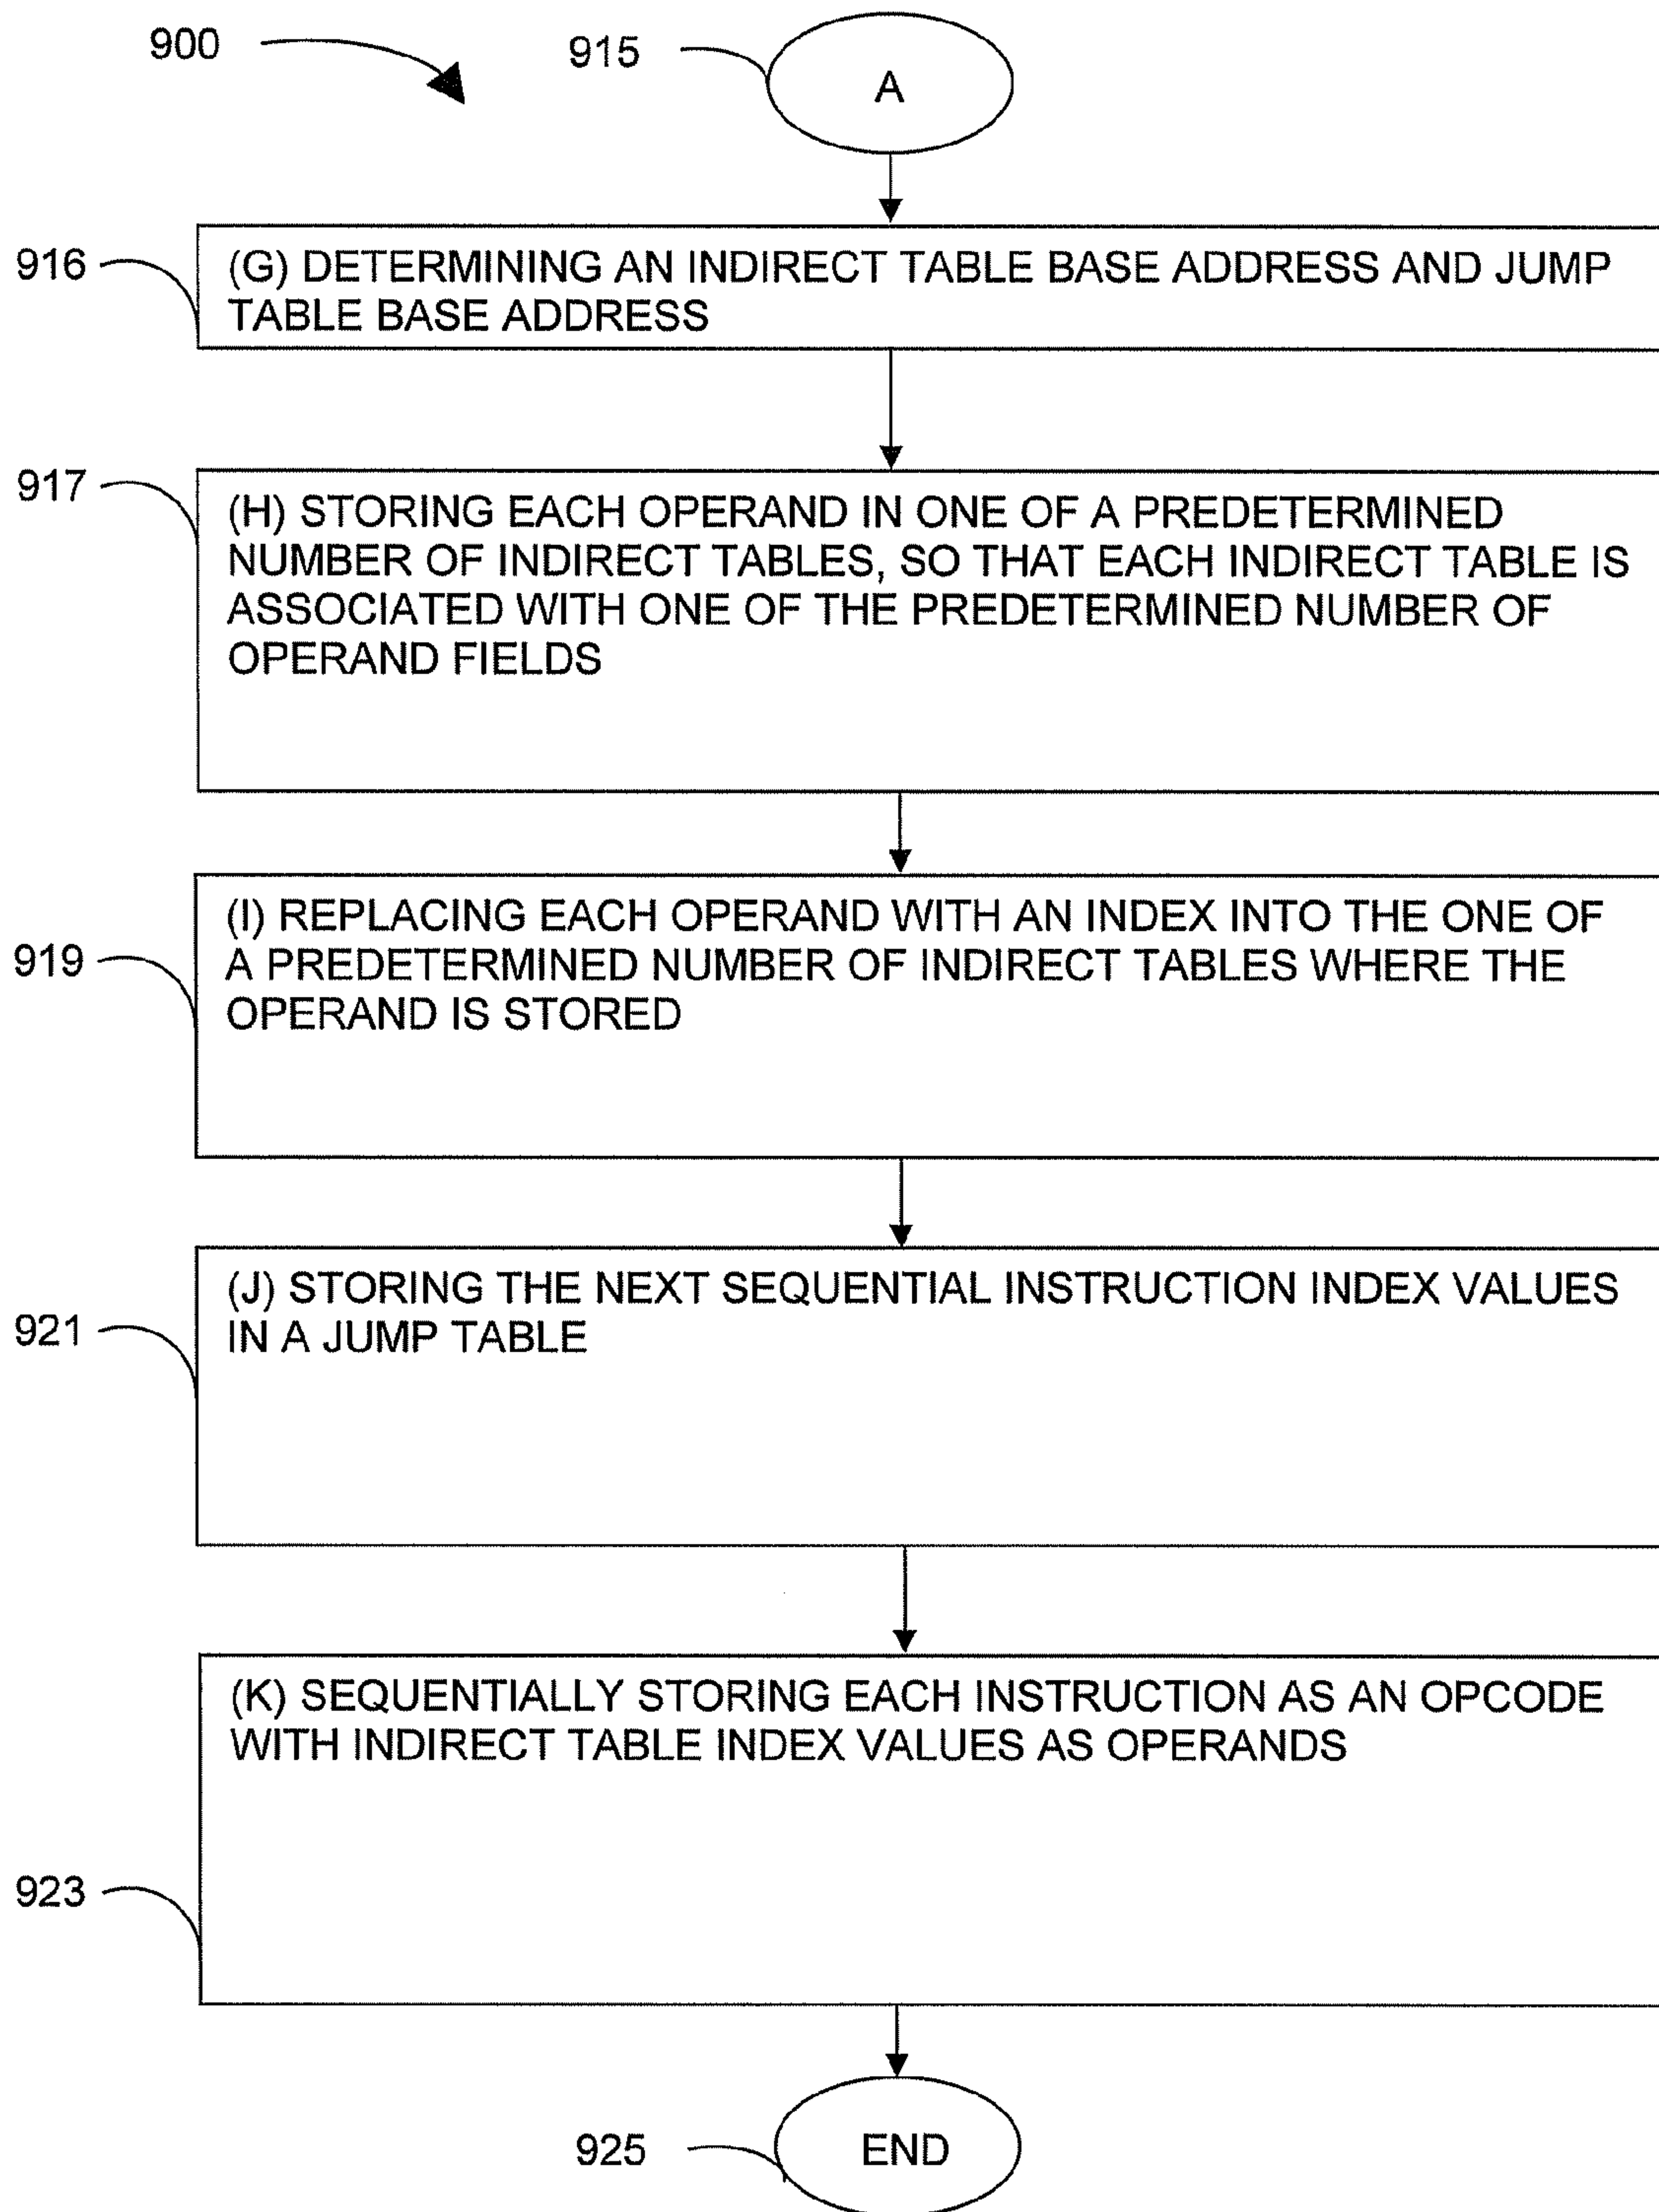 900
915
A
916
(G) DETERMINING AN INDIRECT TABLE BASE ADDRESS AND JUMP
TABLE BASE ADDRESS
917
(H) STORING EACH OPERAND IN ONE OF A PREDETERMINED
NUMBER OF INDIRECT TABLES, SO THAT EACH INDIRECT TABLE IS
ASSOCIATED WITH ONE OF THE PREDETERMINED NUMBER OF
OPERAND FIELDS
919
(I) REPLACING EACH OPERAND WITH AN INDEX INTO THE ONE OF
A PREDETERMINED NUMBER OF INDIRECT TABLES WHERE THE
OPERAND IS STORED
921
(J) STORING THE NEXT SEQUENTIAL INSTRUCTION INDEX VALUES
IN A JUMP TABLE
923
(K) SEQUENTIALLY STORING EACH INSTRUCTION AS AN OPCODE
WITH INDIRECT TABLE INDEX VALUES AS OPERANDS
925
END